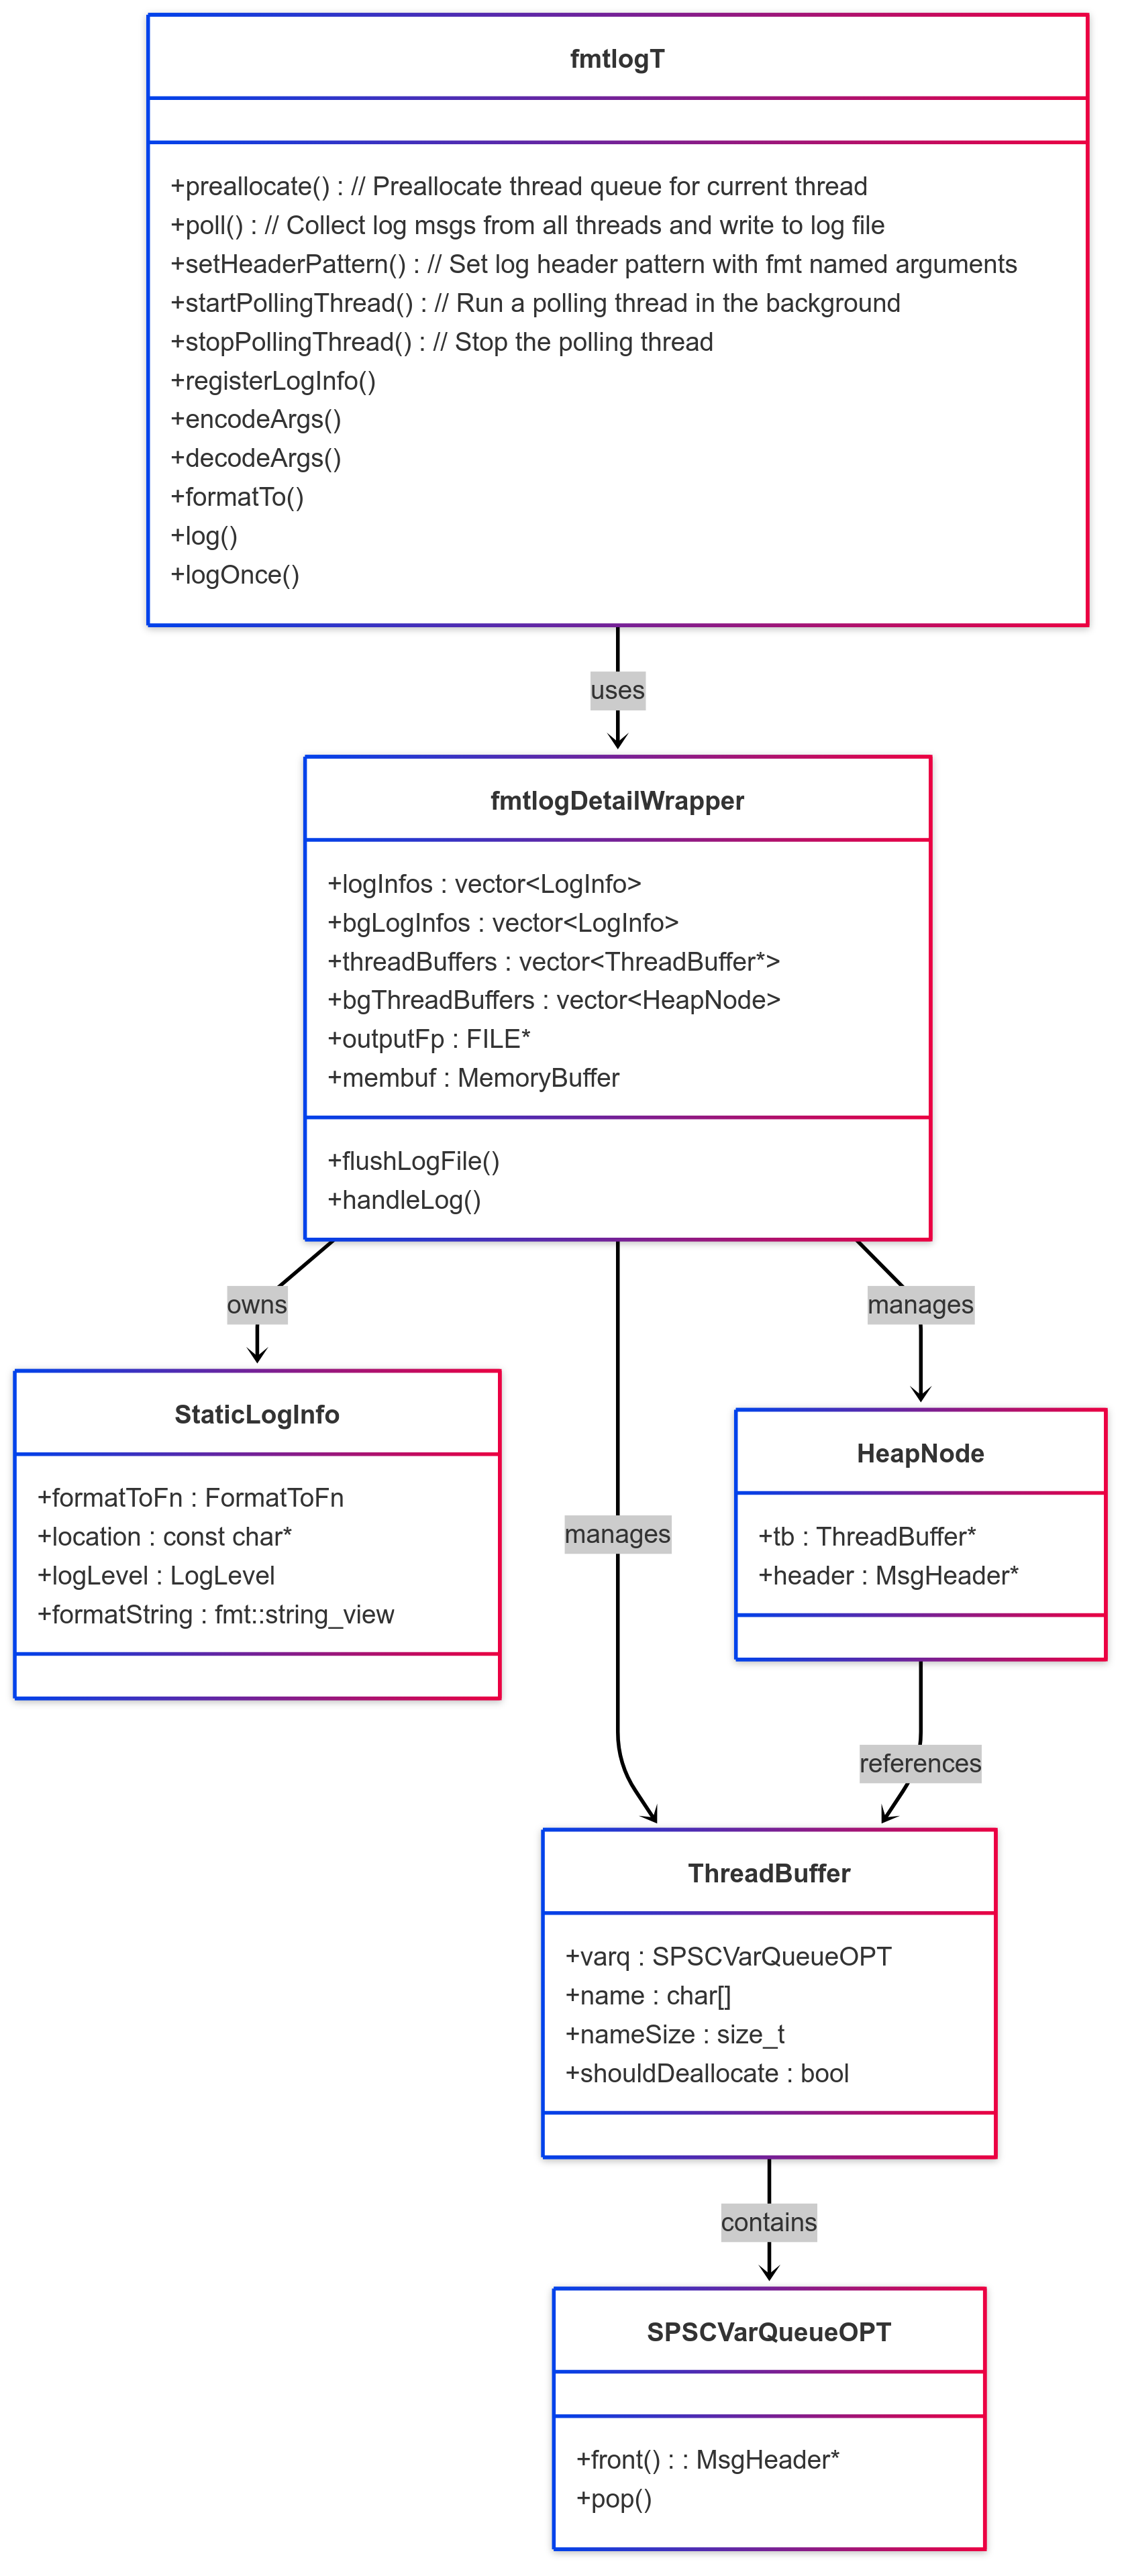 fmtlogT
+preallocate() : // Preallocate thread queue for current thread
+poll() : // Collect log msgs from all threads and write to log file
+setHeaderPattern() : // Set log header pattern with fmt named arguments
+startPollingThread() : // Run a polling thread in the background
+stopPollingThread() : // Stop the polling thread
+registerLogInfo()
+encodeArgs()
+decodeArgs()
+formatTo()
+log()
+logOnce()
uses
fmtlogDetailWrapper
+logInfos : vector<LogInfo>
+bgLogInfos : vector<LogInfo>
+threadBuffers : vector<ThreadBuffer*>
+bgThreadBuffers : vector<HeapNode>
+outputFp : FILE*
+membuf : MemoryBuffer
+flushLogFile()
+handleLog()
owns
manages
StaticLogInfo
+formatToFn : FormatToFn
+location : const char*
+logLevel : LogLevel
+formatString : fmt::string_view
manages
HeapNode
+tb : ThreadBuffer*
+header : MsgHeader*
references
ThreadBuffer
+varq : SPSCVarQueueOPT
+name : char[]
+nameSize : size_t
+shouldDeallocate : bool
contains
SPSCVarQueueOPT
+front() : : MsgHeader*
+pop()